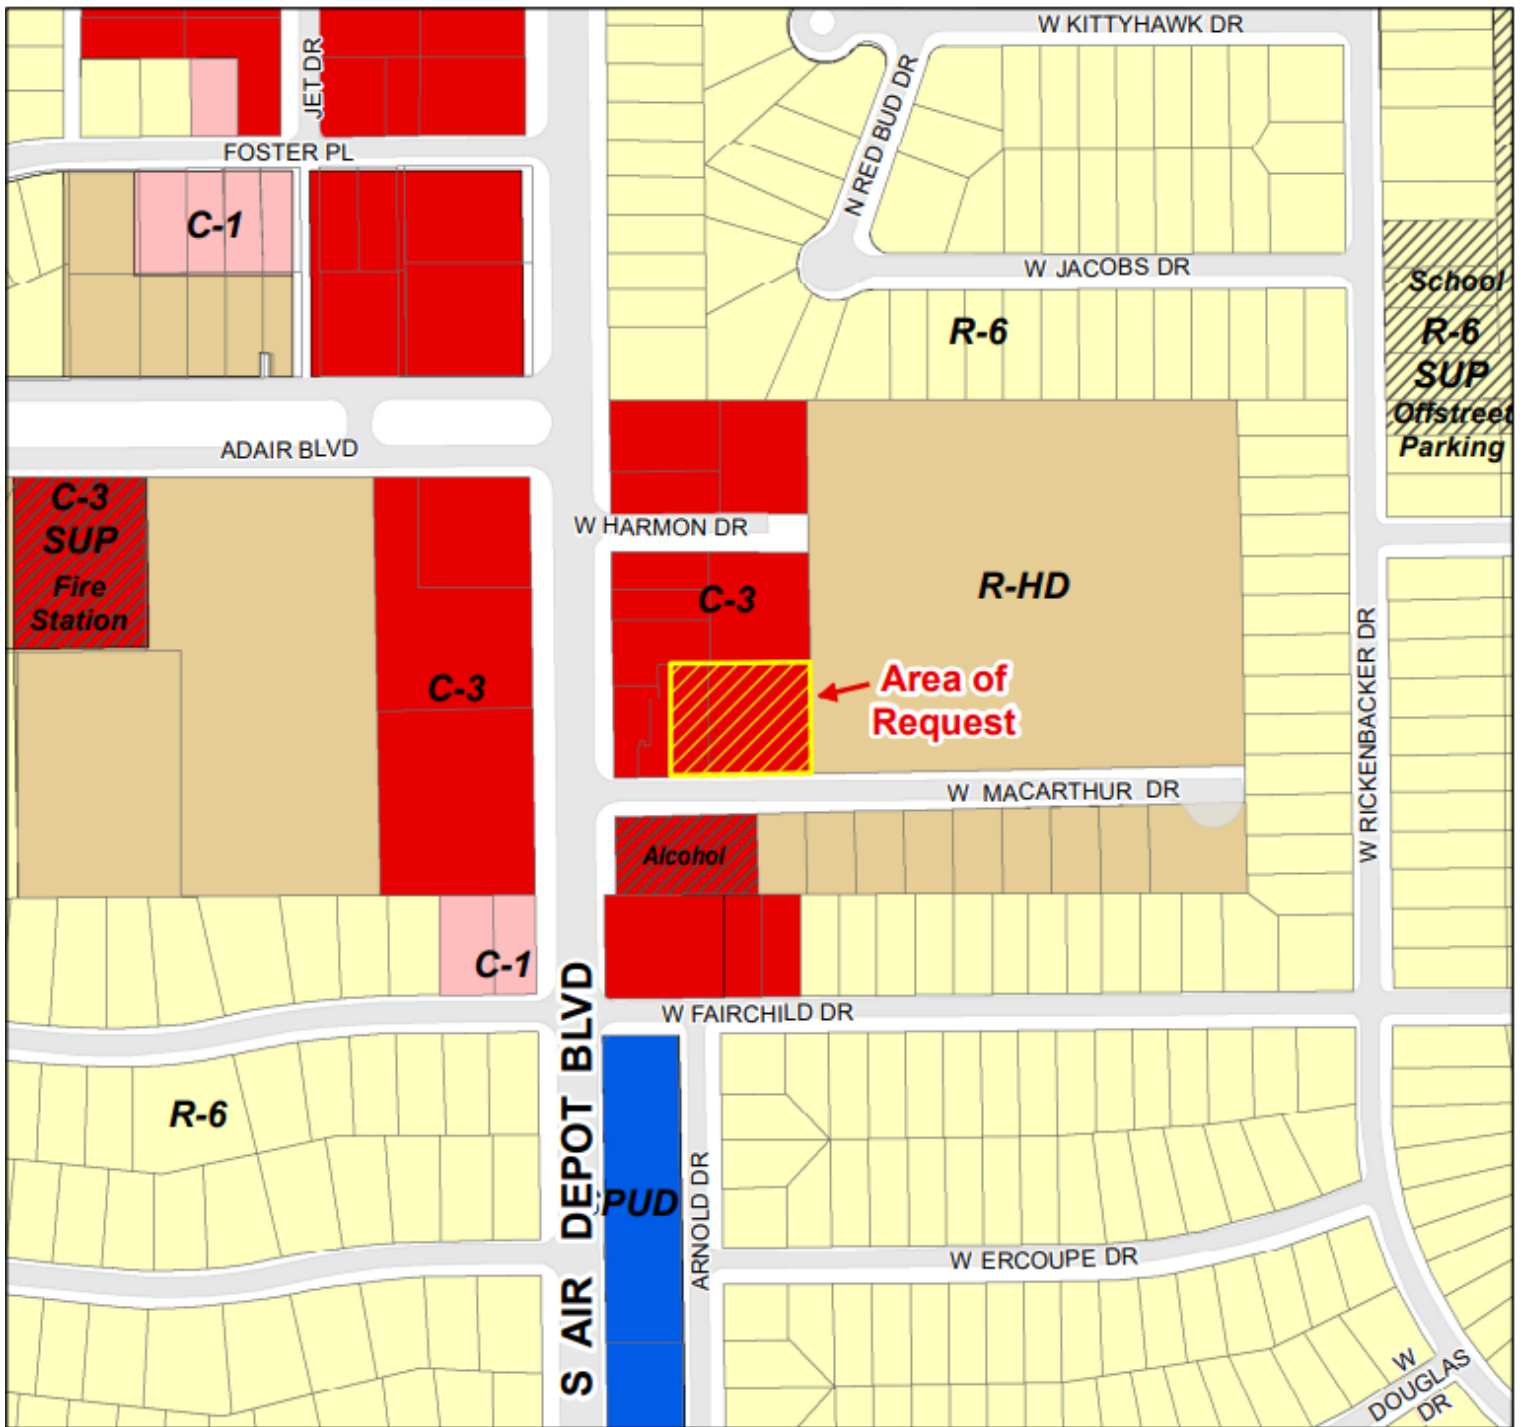 W KITTYHAWK DR
JET DR
N RED BUD DR
FOSTER PL
C-1
W JACOBS DR
School
R-6
SUP
Offstreet
Parking
R-6
ADAIR BLVD
C-3
SUP
Fire
Station
W HARMON DR
C-3
R-HD
C-3
Area of
Request
W RICKENBACKER DR
W MACARTHUR DR
Alcohol
C-1
S AIR DEPOT BLVD
W FAIRCHILD DR
R-6
SPUD
ARNOLD DR
W ERCOUPE DR
W
DOUGLAS
DR